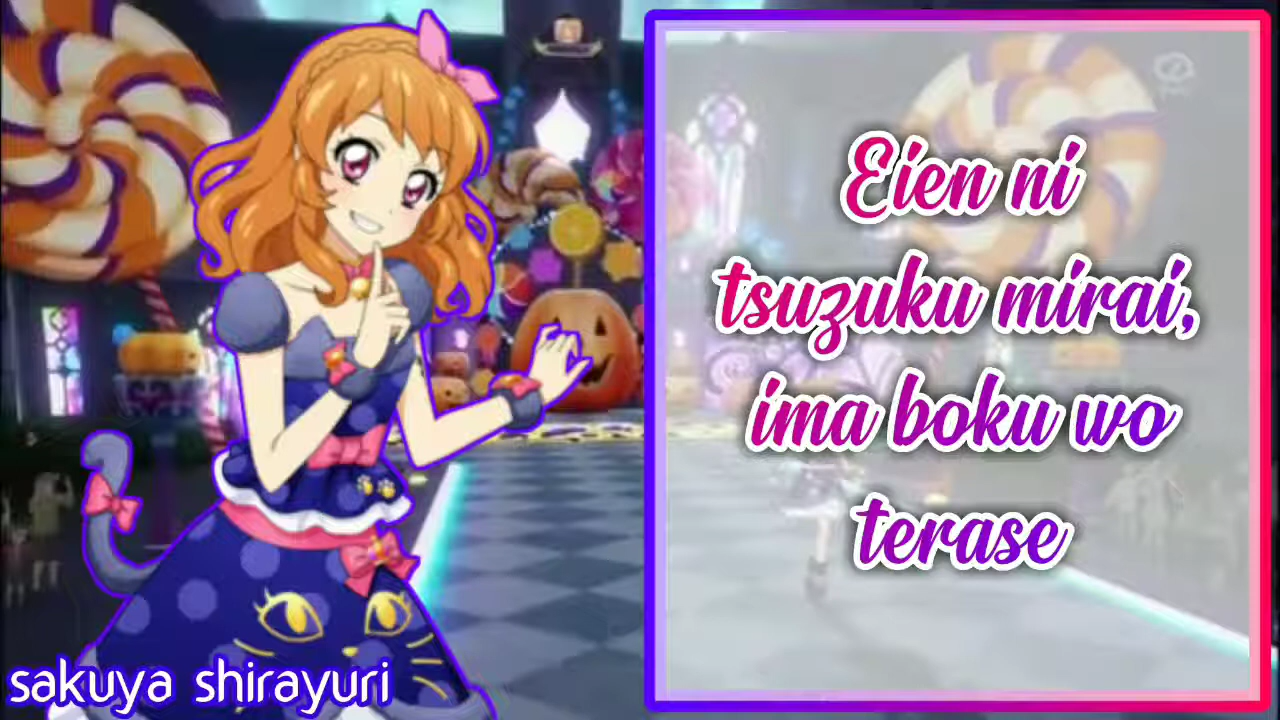 Eien ni
tsuzuku mirai,
ima boku wo
terase
sakuya shirayuri